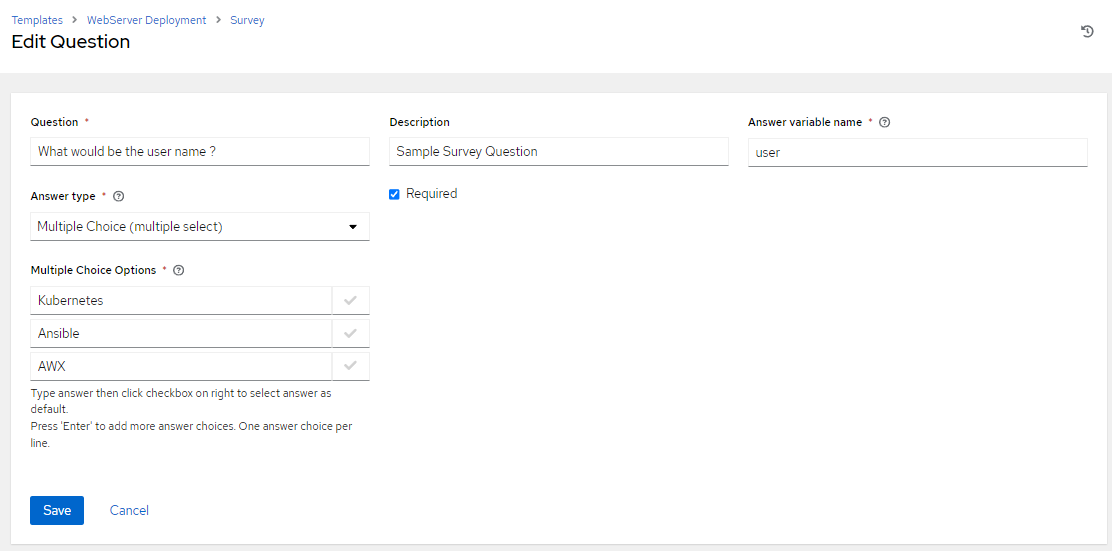 Templates > WebServer Deployment > Survey
Edit Question
Question * Description Answer variable name *
What would be the user name ? Sample Survey Question user
Answer type * Required
Multiple Choice (multiple select)
Multiple Choice Options *
Kubernetes
Ansible
AWX
Type answer then click checkbox on right to select answer as
default.
Press 'Enter' to add more answer choices. One answer choice per
line.
Save Cancel